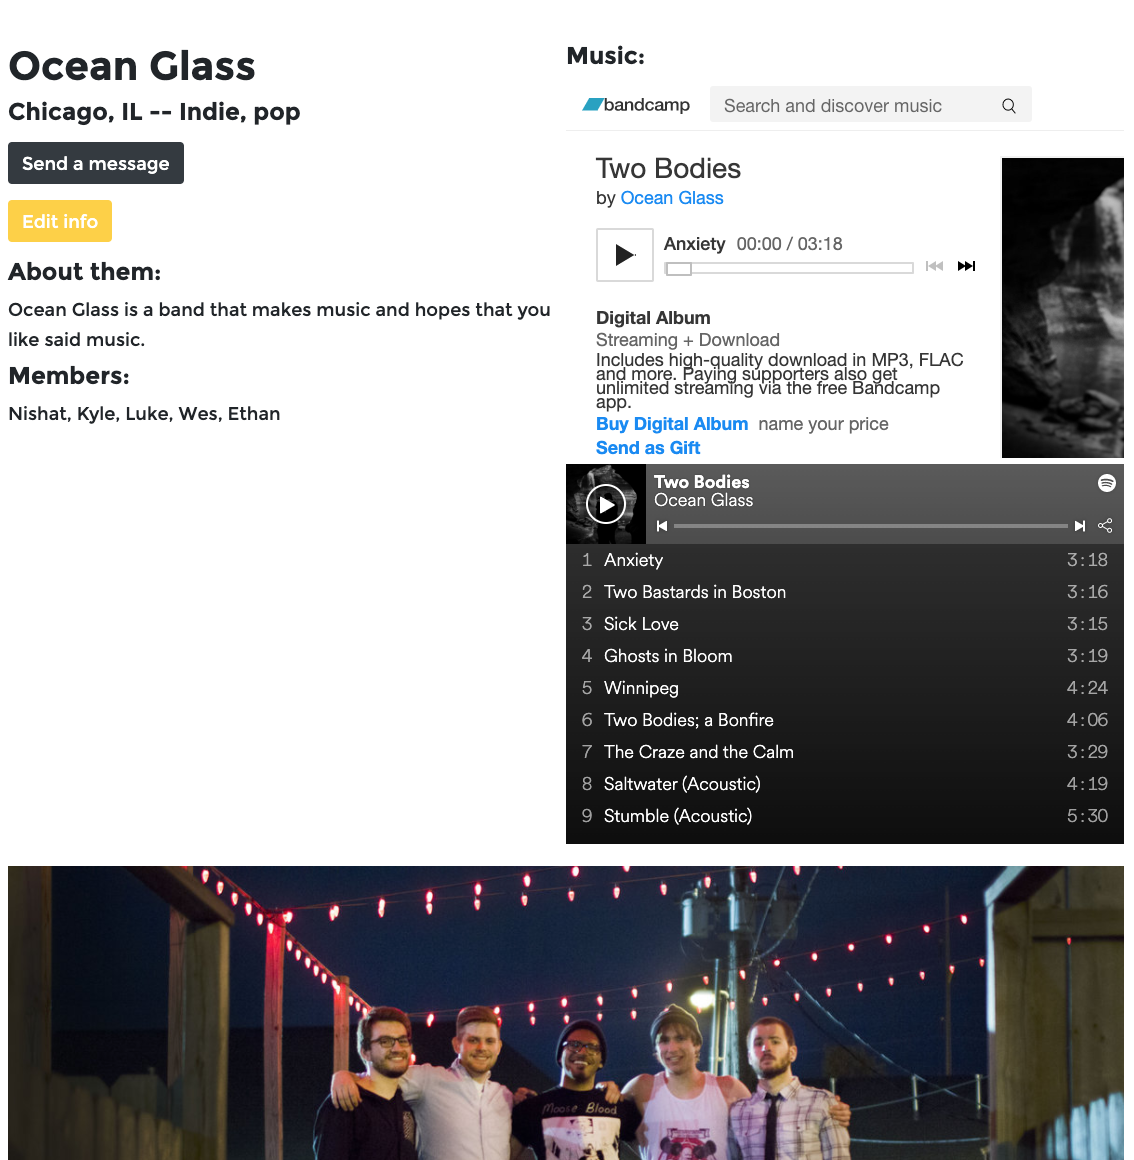 Ocean Glass
Chicago, IL -- Indie, pop
Send a message
Edit info
About them:
Ocean Glass is a band that makes music and hopes that you
like said music.
Members:
Nishat, Kyle, Luke, Wes, Ethan
Music:
bandcamp
Search and discover music
Two Bodies
by Ocean Glass
Anxiety 00:00 / 03:18
Digital Album
Streaming + Download
Includes high-quality download in MP3, FLAC
and more. Paying supporters also get
unlimited streaming via the free Bandcamp
app.
Buy Digital Album name your price
Send as Gift
Two Bodies
Ocean Glass
1 Anxiety 3:18
2 Two Bastards in Boston 3:16
3 Sick Love 3:15
4 Ghosts in Bloom 3:19
5 Winnipeg 4:24
6 Two Bodies; a Bonfire 4:06
7 The Craze and the Calm 3:29
8 Saltwater (Acoustic) 4:19
9 Stumble (Acoustic) 5:30
Moose Blood